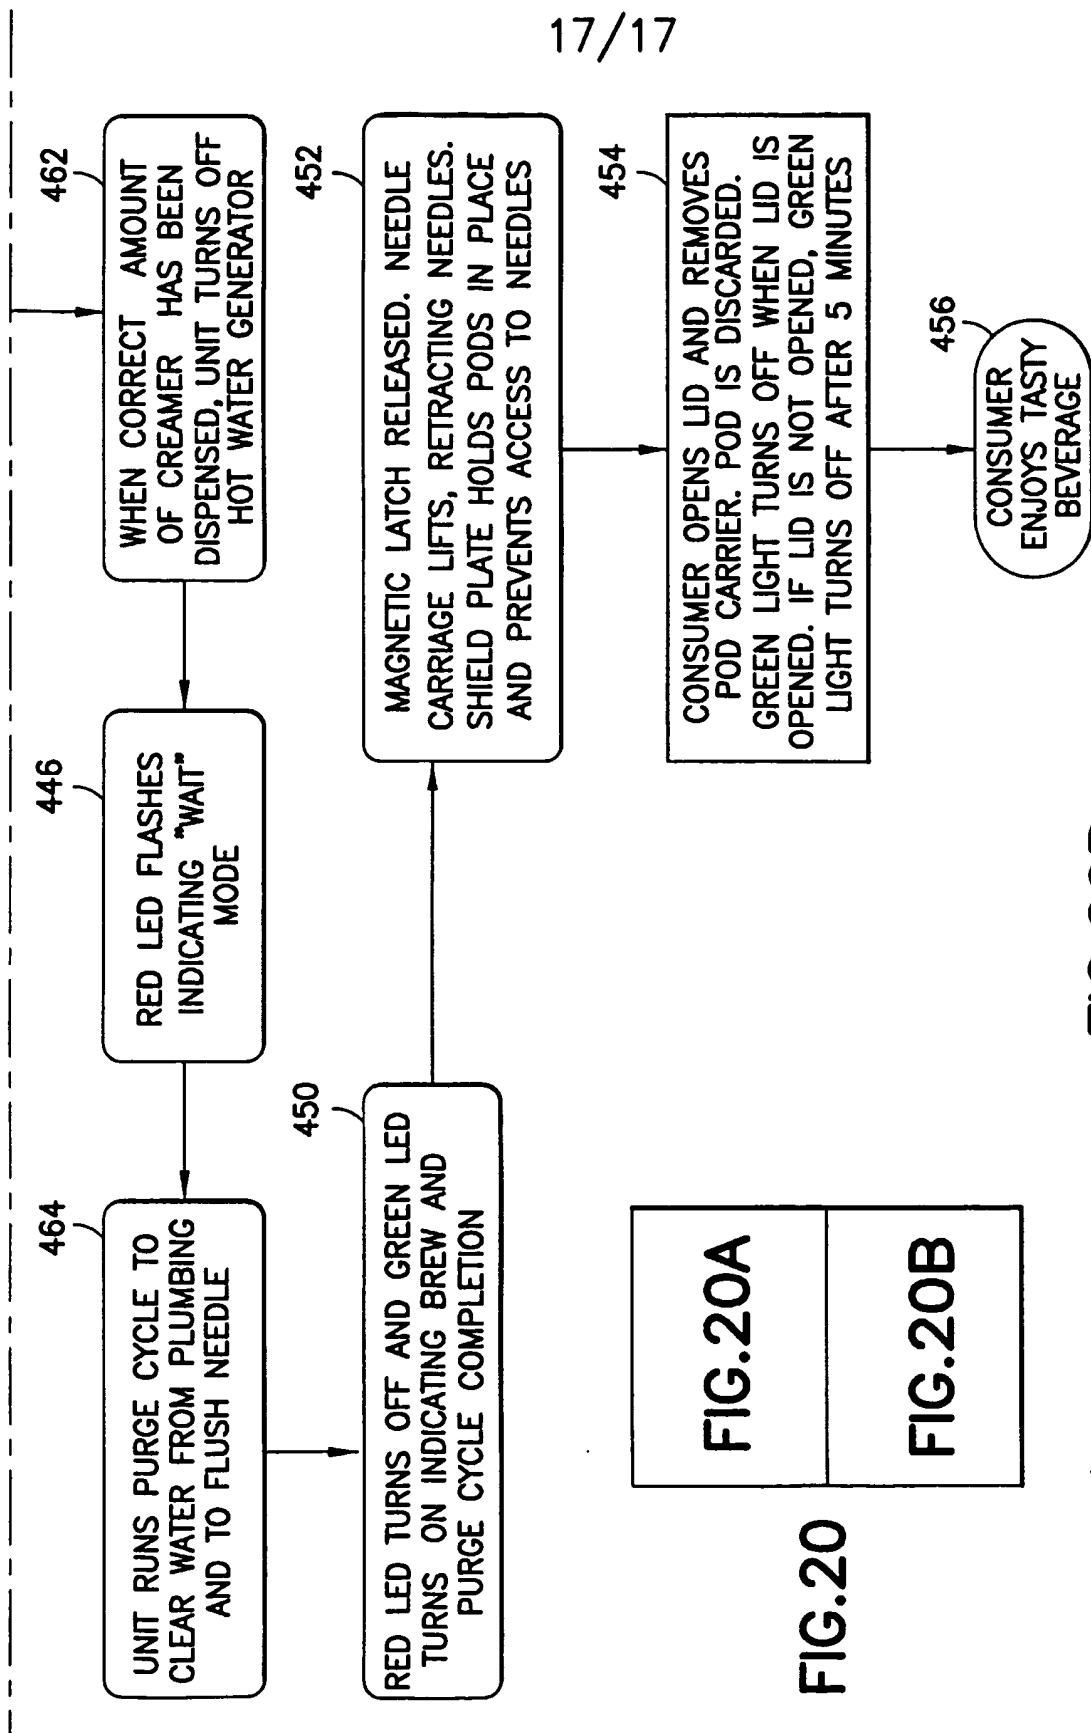 17/17
462
WHEN CORRECT AMOUNT
OF CREAMER HAS BEEN
DISPENSED, UNIT TURNS OFF
HOT WATER GENERATOR
446
RED LED FLASHES
INDICATING "WAIT"
MODE
464
UNIT RUNS PURGE CYCLE TO
CLEAR WATER FROM PLUMBING
AND TO FLUSH NEEDLE
450
RED LED TURNS OFF AND GREEN LED
TURNS ON INDICATING BREW AND
PURGE CYCLE COMPLETION
452
MAGNETIC LATCH RELEASED. NEEDLE
CARRIAGE LIFTS, RETRACTING NEEDLES.
SHIELD PLATE HOLDS PODS IN PLACE
AND PREVENTS ACCESS TO NEEDLES
454
CONSUMER OPENS LID AND REMOVES
POD CARRIER. POD IS DISCARDED.
GREEN LIGHT TURNS OFF WHEN LID IS
OPENED. IF LID IS NOT OPENED, GREEN
LIGHT TURNS OFF AFTER 5 MINUTES
456
CONSUMER
ENJOYS TASTY
BEVERAGE
FIG.20A
FIG.20B
FIG.20